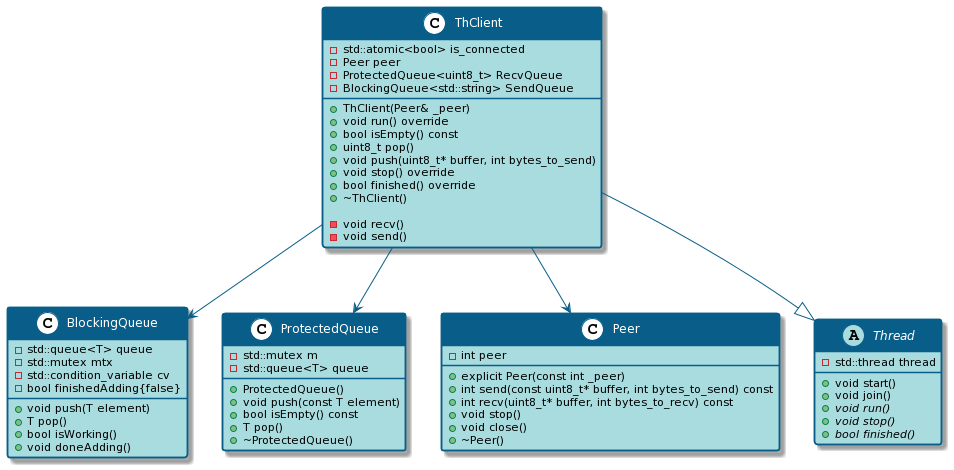 C ThClient
std::atomic<bool> is_connected
Peer peer
ProtectedQueue<uint8_t> RecvQueue
BlockingQueue<std::string> SendQueue
ThClient(Peer& _peer)
void run() override
bool isEmpty() const
uint8_t pop()
void push(uint8_t* buffer, int bytes_to_send)
void stop() override
bool finished() override
~ThClient()
void recv()
void send()
C BlockingQueue
std::queue<T> queue
std::mutex mtx
std::condition_variable cv
bool finishedAdding{false}
void push(T element)
T pop()
bool isWorking()
void doneAdding()
C ProtectedQueue
std::mutex m
std::queue<T> queue
ProtectedQueue()
void push(const T element)
bool isEmpty() const
T pop()
~ProtectedQueue()
C Peer
int peer
explicit Peer(const int _peer)
int send(const uint8_t* buffer, int bytes_to_send) const
int recv(uint8_t* buffer, int bytes_to_recv) const
void stop()
void close()
~Peer()
A Thread
std::thread thread
void start()
void join()
void run()
void stop()
bool finished()